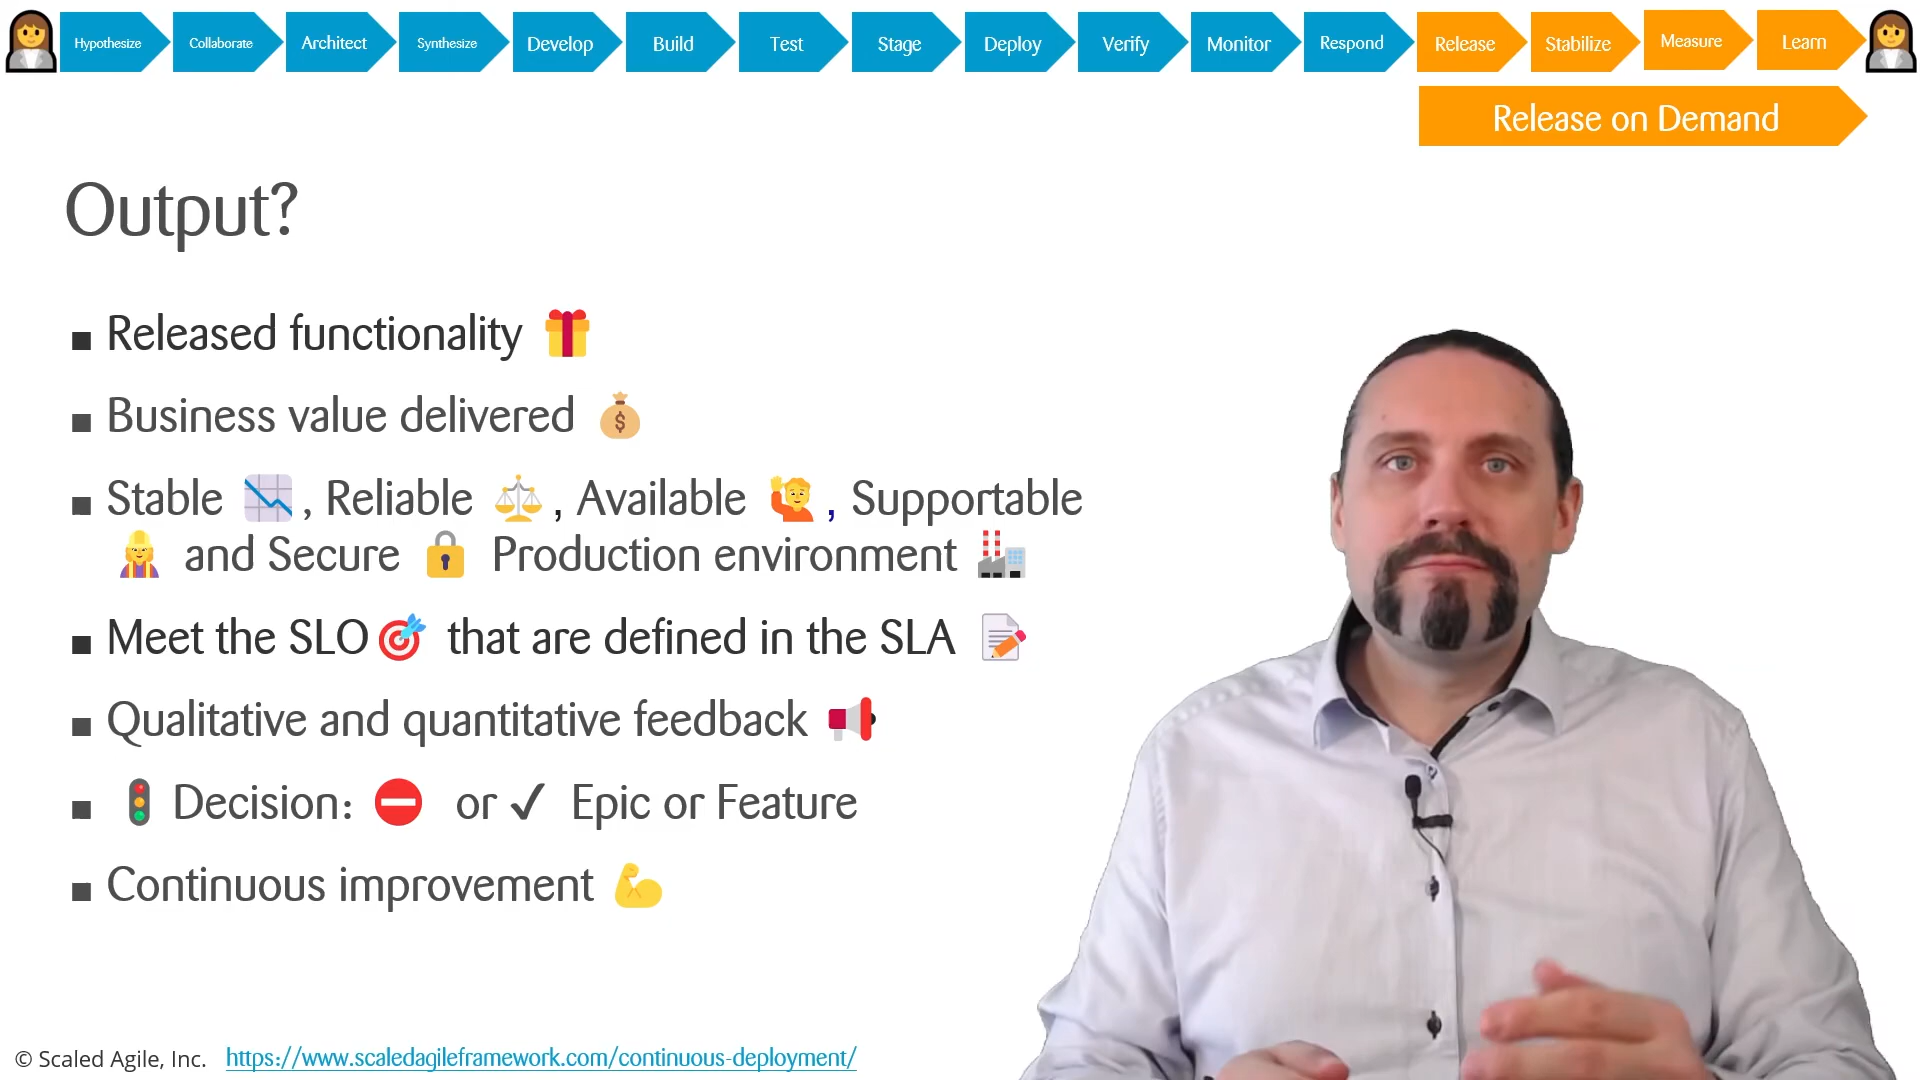 Hypothesize
Collaborate
Architect
Synthesize
Develop
Build
Test
Stage
Deploy
Verify
Monitor
Respond
Release
Stabilize
Measure
Learn
Release on Demand
Output?
Released functionality
Business value delivered
Stable , Reliable , Available , Supportable
and Secure Production environment
Meet the SLO that are defined in the SLA
Qualitative and quantitative feedback
Decision: or Epic or Feature
Continuous improvement
© Scaled Agile, Inc. https://www.scaledagileframework.com/continuous-deployment/